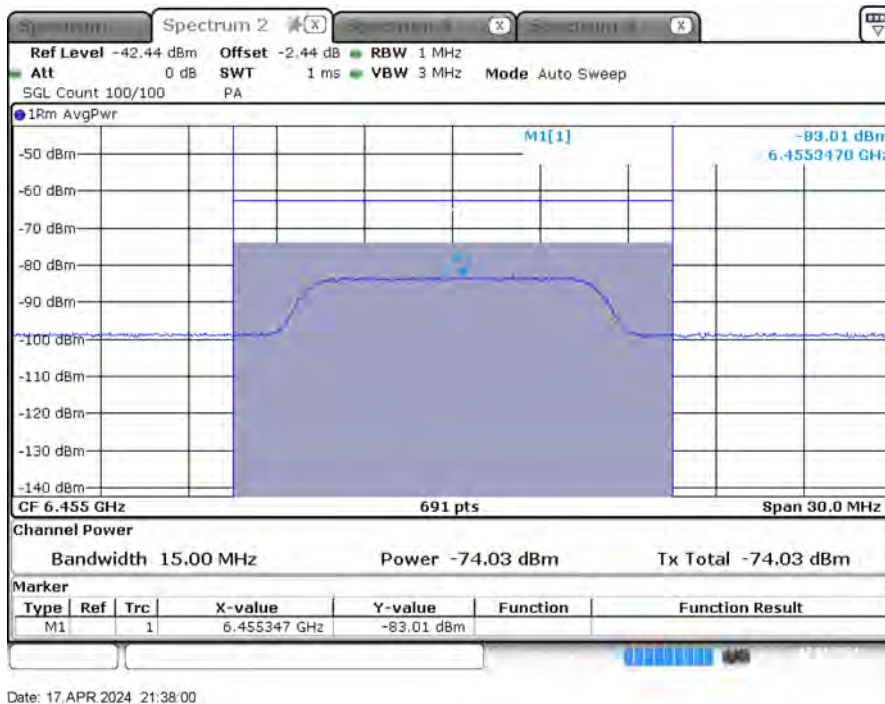 Spectrum 2 X X X
Ref Level -42.44 dBm Offset -2.44 dB RBW 1 MHz
Att 0 dB SWT 1 ms VBW 3 MHz Mode Auto Sweep
SGL Count 100/100 PA
1Rm AvgPwr
M1[1] -83.01 dBm
6.4553470 GHz
-50 dBm
-60 dBm
-70 dBm
-80 dBm
-90 dBm
-100 dBm
-110 dBm
-120 dBm
-130 dBm
-140 dBm
CF 6.455 GHz 691 pts Span 30.0 MHz
Channel Power
Bandwidth 15.00 MHz Power -74.03 dBm Tx Total -74.03 dBm
Marker
Type Ref Trc X-value Y-value Function Function Result
M1 1 6.455347 GHz -83.01 dBm
Date: 17.APR.2024 21:38:00